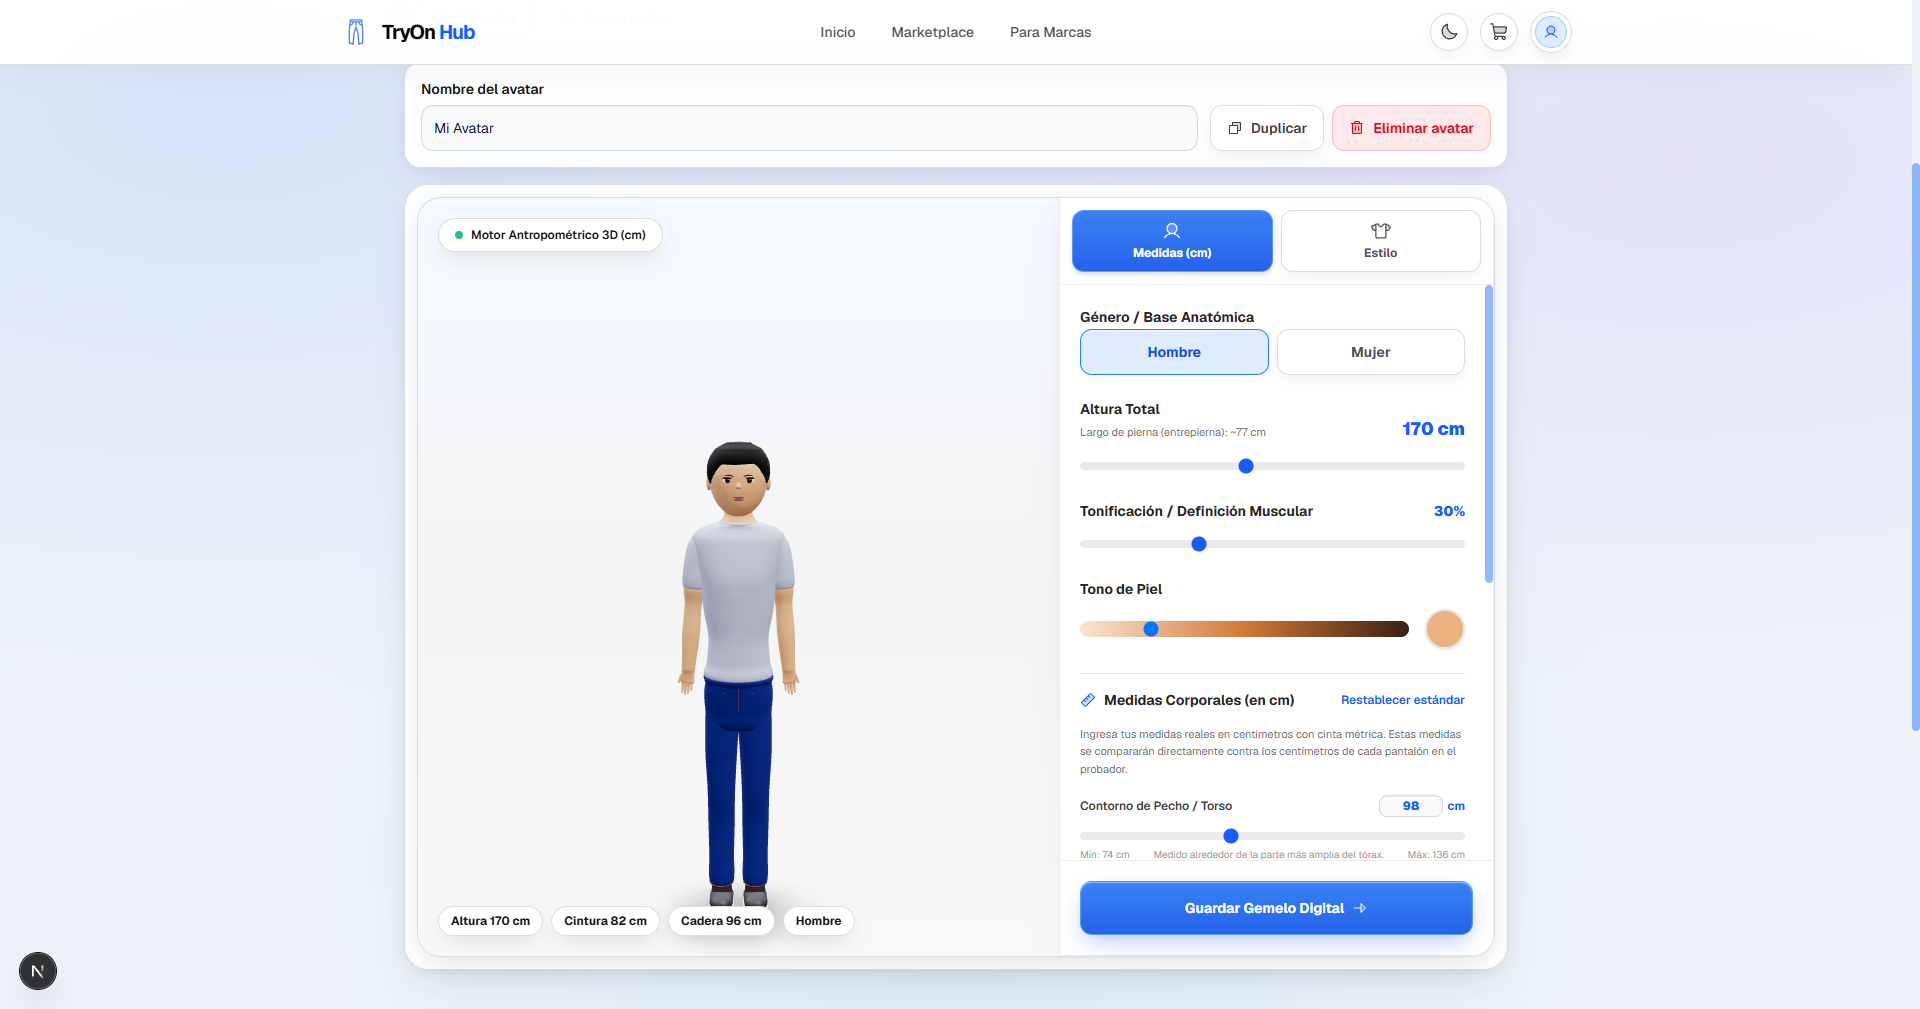 TryOn Hub
Inicio
Marketplace
Para Marcas
Nombre del avatar
Mi Avatar
Duplicar
Eliminar avatar
Motor Antropométrico 3D (cm)
Medidas (cm)
Estilo
Género / Base Anatómica
Hombre
Mujer
Altura Total
Largo de pierna (entrepierna): ~77 cm
170 cm
Tonificación / Definición Muscular
30%
Tono de Piel
Medidas Corporales (en cm)
Restablecer estándar
Ingresa tus medidas reales en centímetros con cinta métrica. Estas medidas
se compararán directamente contra los centímetros de cada pantalón en el
probador.
Contorno de Pecho / Torso
98 cm
Mín: 74 cm
Medido alrededor de la parte más amplia del tórax.
Máx: 136 cm
Altura 170 cm
Cintura 82 cm
Cadera 96 cm
Hombre
Guardar Gemelo Digital
N